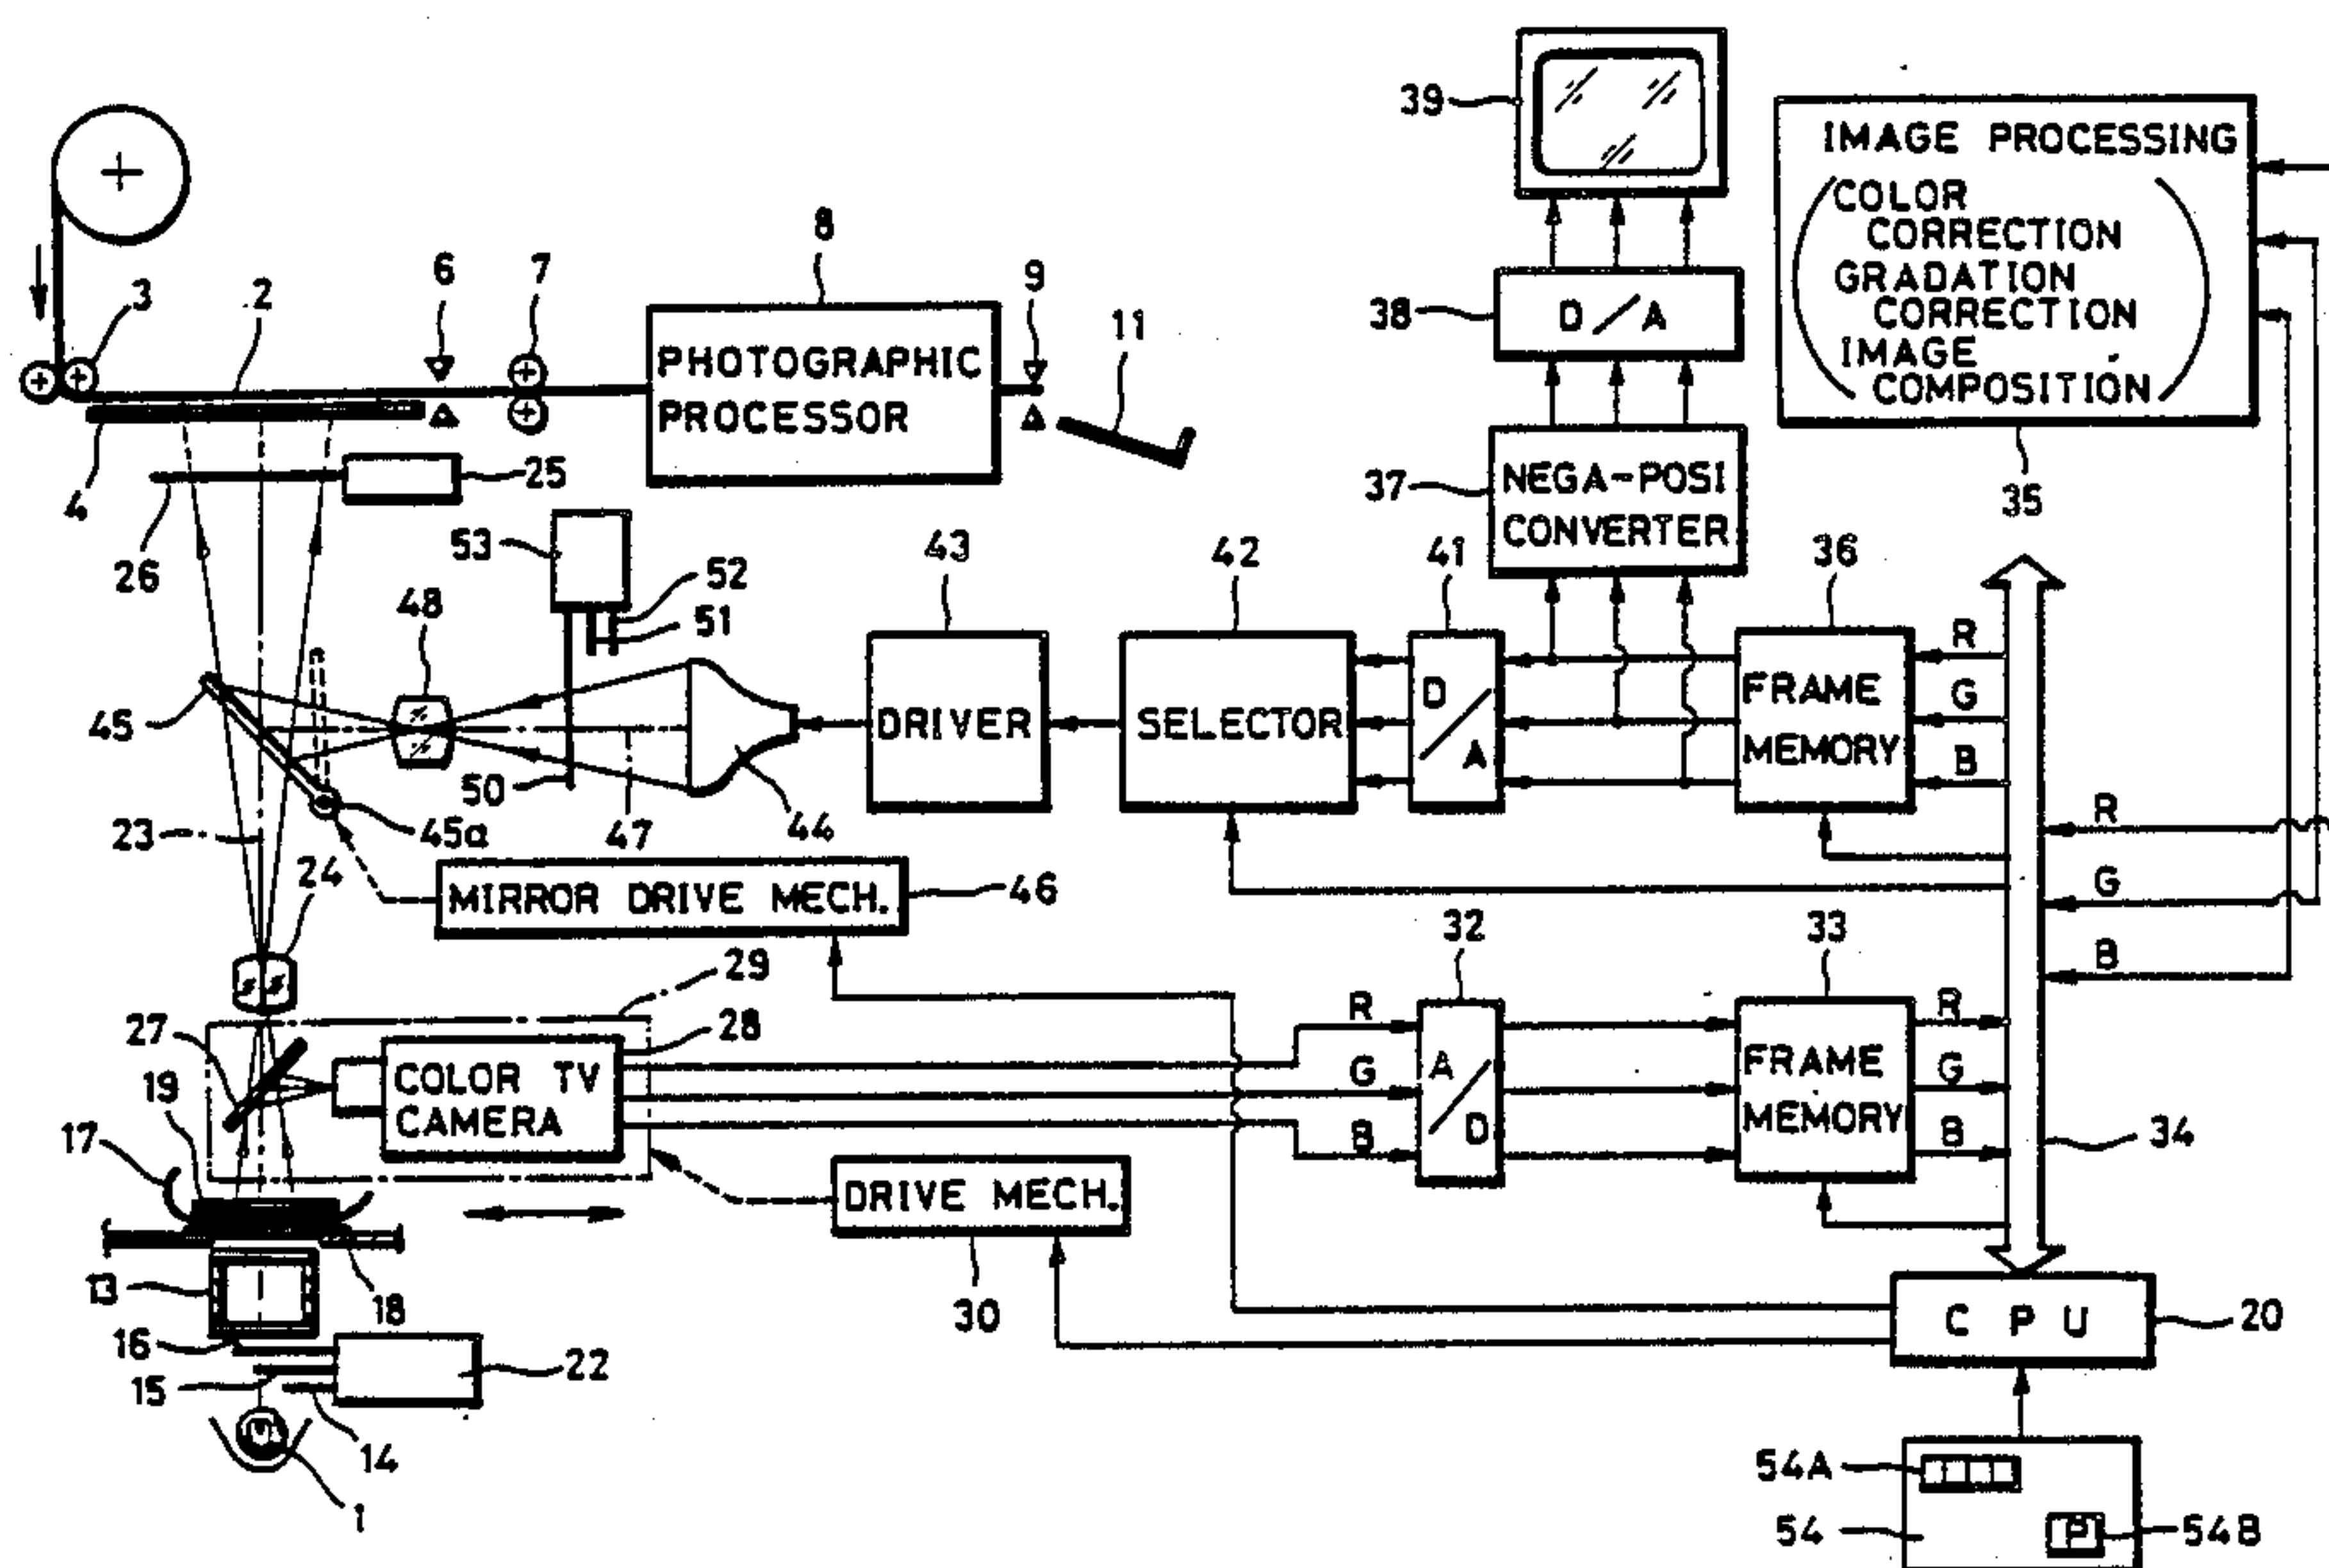 39
IMAGE PROCESSING
COLOR
CORRECTION
GRADATION
CORRECTION
IMAGE
COMPOSITION
35
8
6
7
9
11
3
2
PHOTOGRAPHIC
PROCESSOR
4
26
25
38
D/A
37
NEGA-POSI
CONVERTER
53
52
51
50
48
43
42
41
36
45
45a
47
44
DRIVER
SELECTOR
D/A
FRAME
MEMORY
R
G
B
R
G
B
23
24
MIRROR DRIVE MECH.
46
29
28
32
33
27
19
17
COLOR TV
CAMERA
R
G
B
A/D
FRAME
MEMORY
R
G
B
34
DRIVE MECH.
30
13
18
16
15
22
14
1
CPU
20
54A
54
P
54B